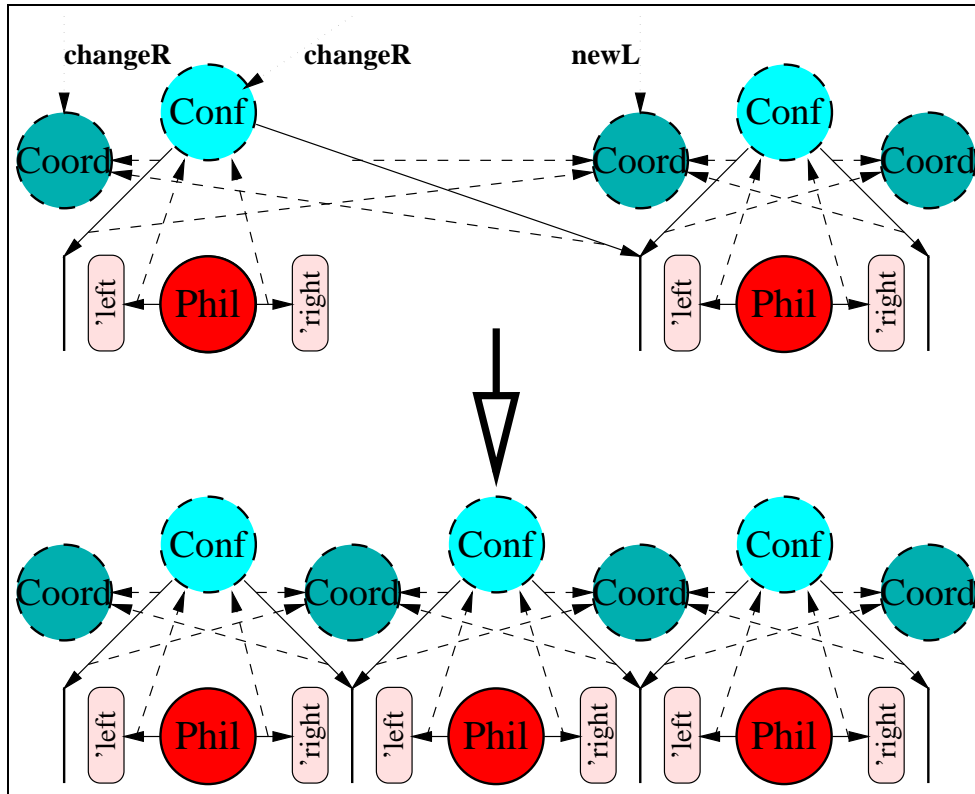 changeR changeR newL
Conf Conf
Coord Coord Coord
'left Phil 'right 'left Phil 'right
Conf Conf Conf
Coord Coord Coord Coord
'left Phil 'right 'left Phil 'right 'left Phil 'right